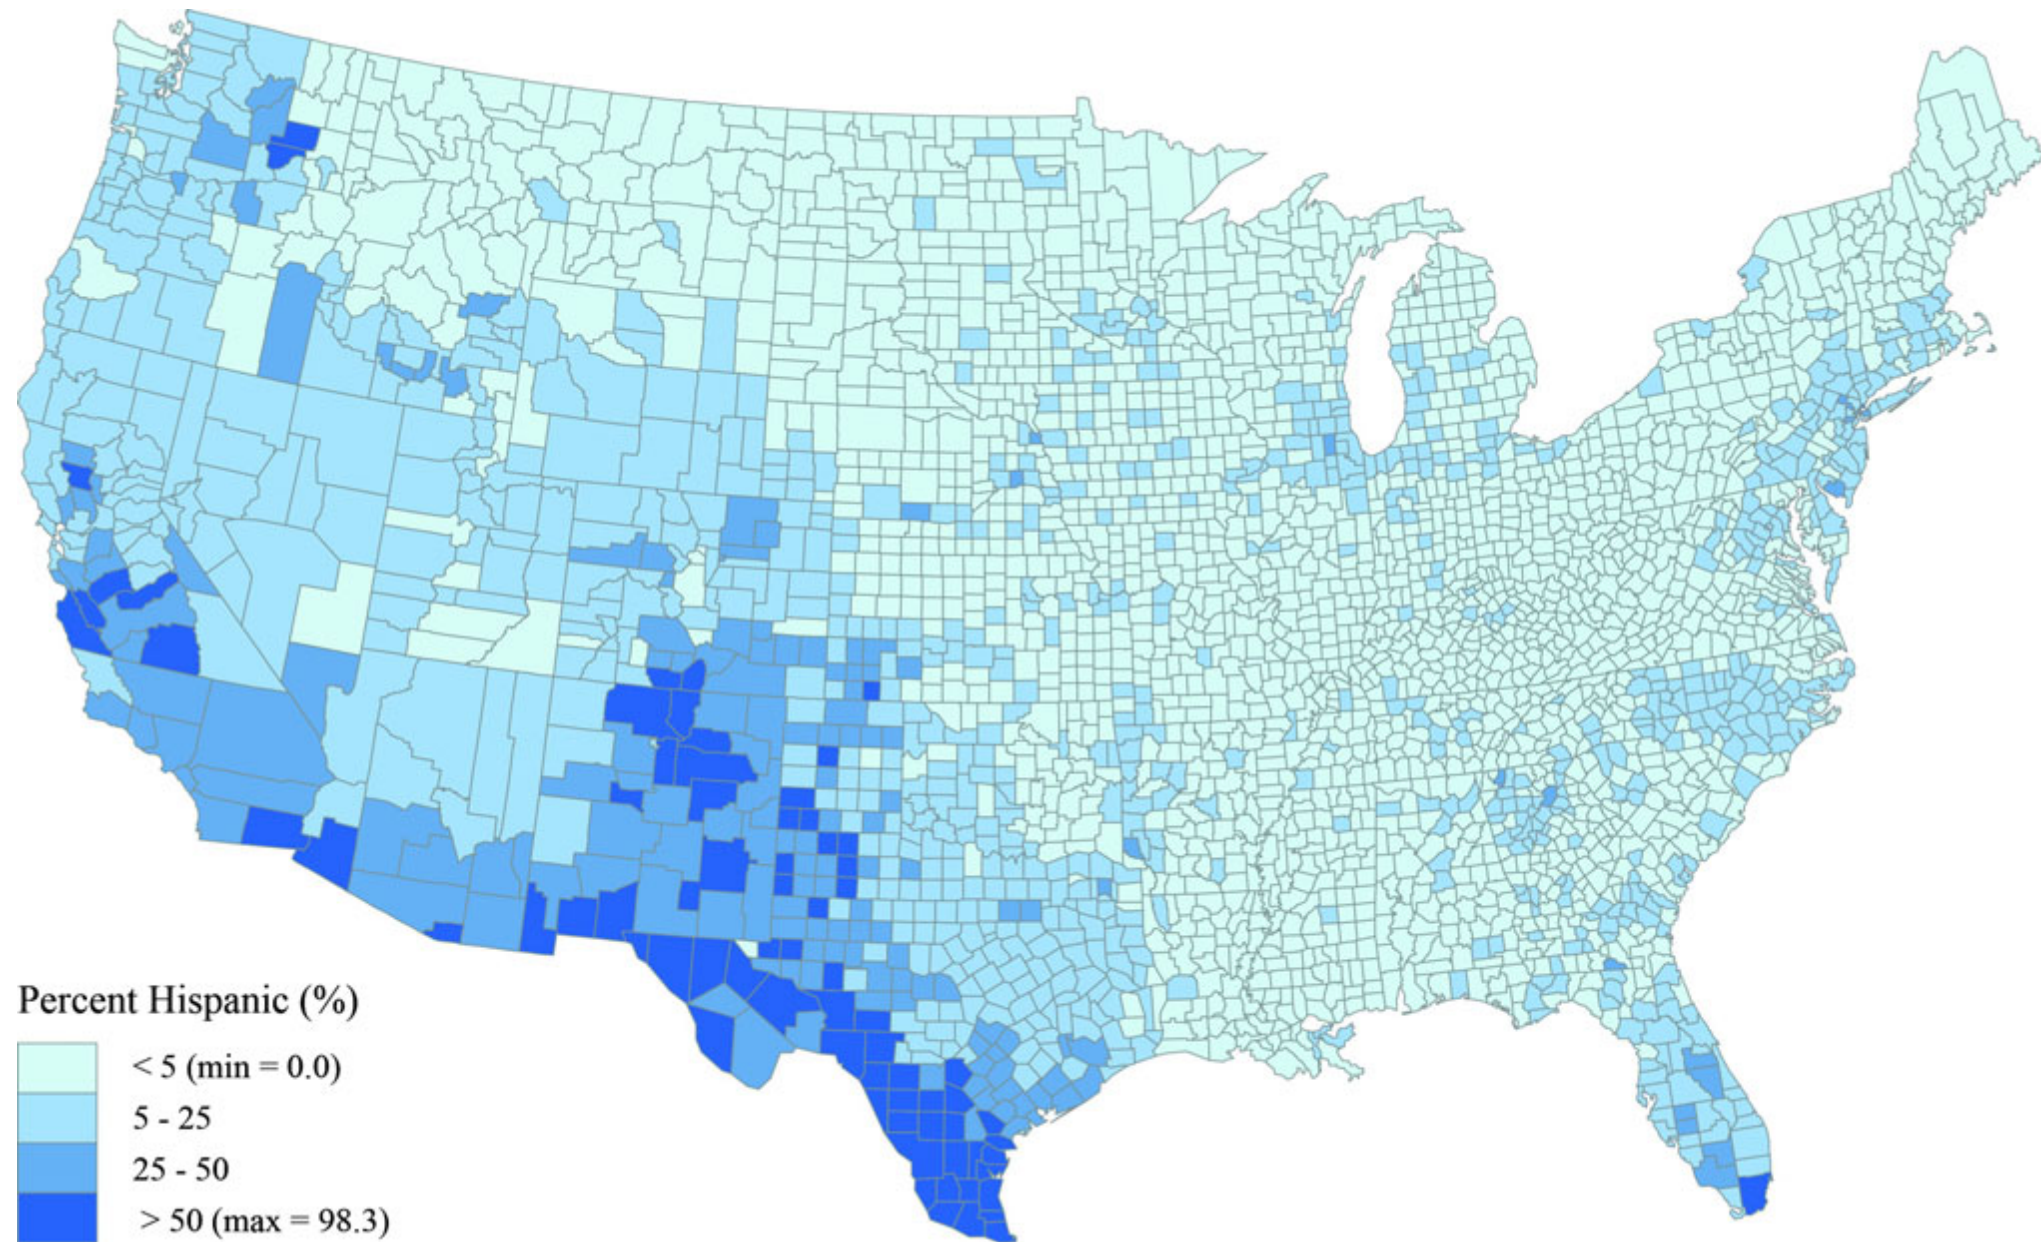 Percent Hispanic (%)
< 5 (min = 0.0)
5 - 25
25 - 50
> 50 (max = 98.3)